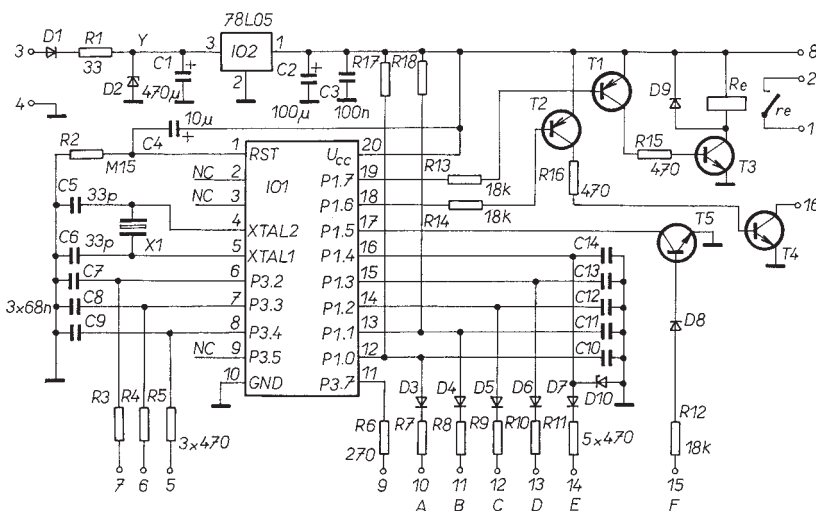 78L05
3 D1 R1 Y 3 IO2 1 R17 R18 T1 8
33 C1 + 2 C2 + T2 D9 Re 2
D2 470μ C3 re
4 100μ 100n 1
10μ
R2 C4 + R15 T3
M15 1 RST Ucc 20 R13 R16 470
NC 2 IO1 P1.7 19 18k 470
C5 33p NC 3 P1.6 18 R14 18k T5 16
4 XTAL2 P1.5 17 T4
C6 33p X1 5 XTAL1 P1.4 16 C14
C7 6 P3.2 P1.3 15 C13
3x68n C8 7 P3.3 P1.2 14 C12 D8
C9 8 P3.4 P1.1 13 C11
NC 9 P3.5 P1.0 12 C10
10 GND P3.7 11
D3 D4 D5 D6 D7 D10
R3 R4 R5 R6 R7 R8 R9 R10 R11 R12
3x470 270 5x470 18k
7 6 5 9 10 11 12 13 14 15
A B C D E F